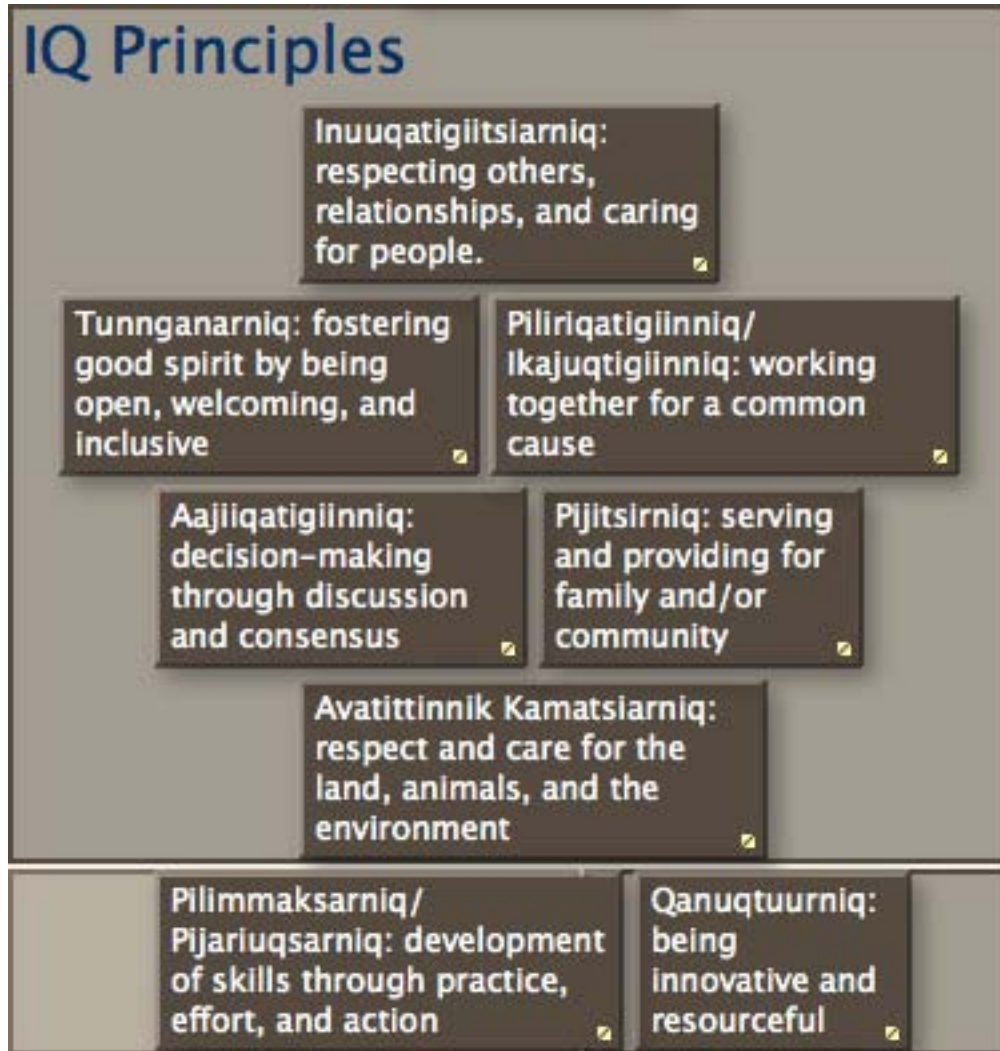 IQ Principles
Inuuqatigiitsiarniq:
respecting others,
relationships, and caring
for people.
Tunnganarniq: fostering
good spirit by being
open, welcoming, and
inclusive
Piliriqatigiinniq/
Ikajuqtigiinniq: working
together for a common
cause
Aajiiqatigiinniq:
decision-making
through discussion
and consensus
Pijitsirniq: serving
and providing for
family and/or
community
Avatittinnik Kamatsiarniq:
respect and care for the
land, animals, and the
environment
Pilimmaksarniq/
Pijariuqsarniq: development
of skills through practice,
effort, and action
Qanuqtuurniq:
being
innovative and
resourceful